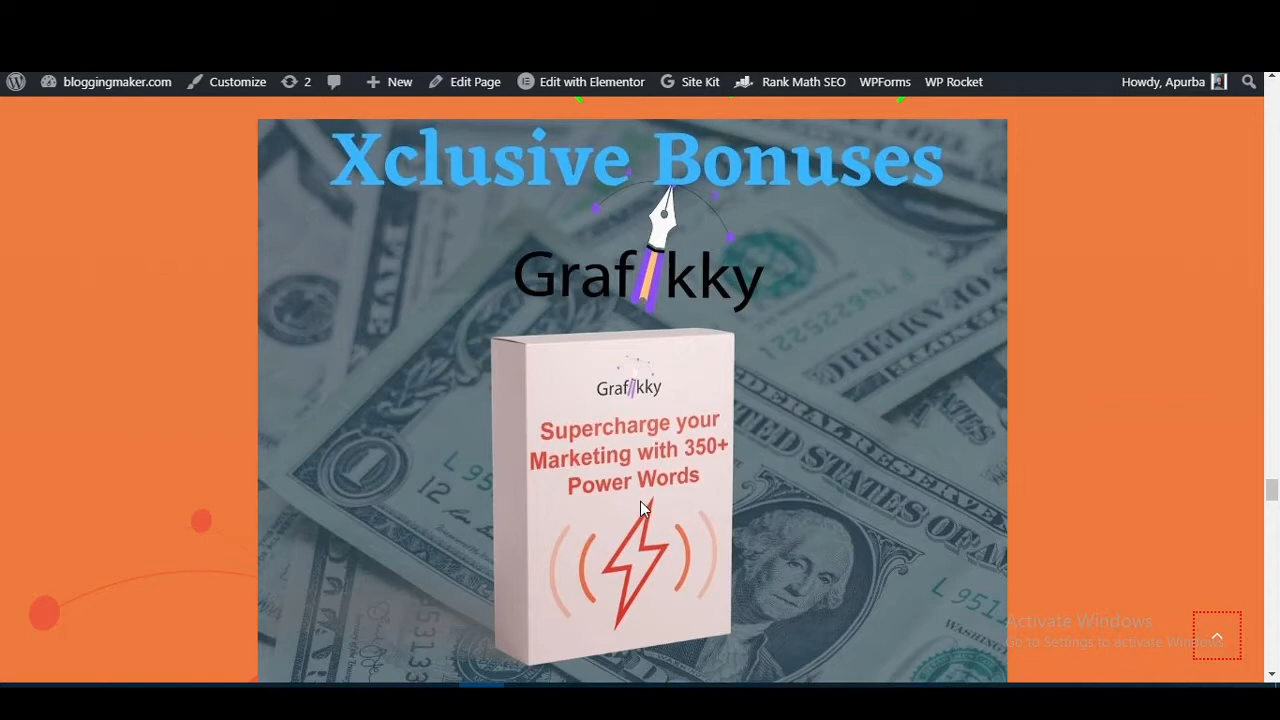 bloggingmaker.com Customize 2 New Edit Page Edit with Elementor Site Kit Rank Math SEO WPForms WP Rocket Howdy, Apurba
Xclusive Bonuses
Grafikky
Grafikky
Supercharge your
Marketing with 350+
Power Words
Activate Windows
Go to Settings to activate Windows.